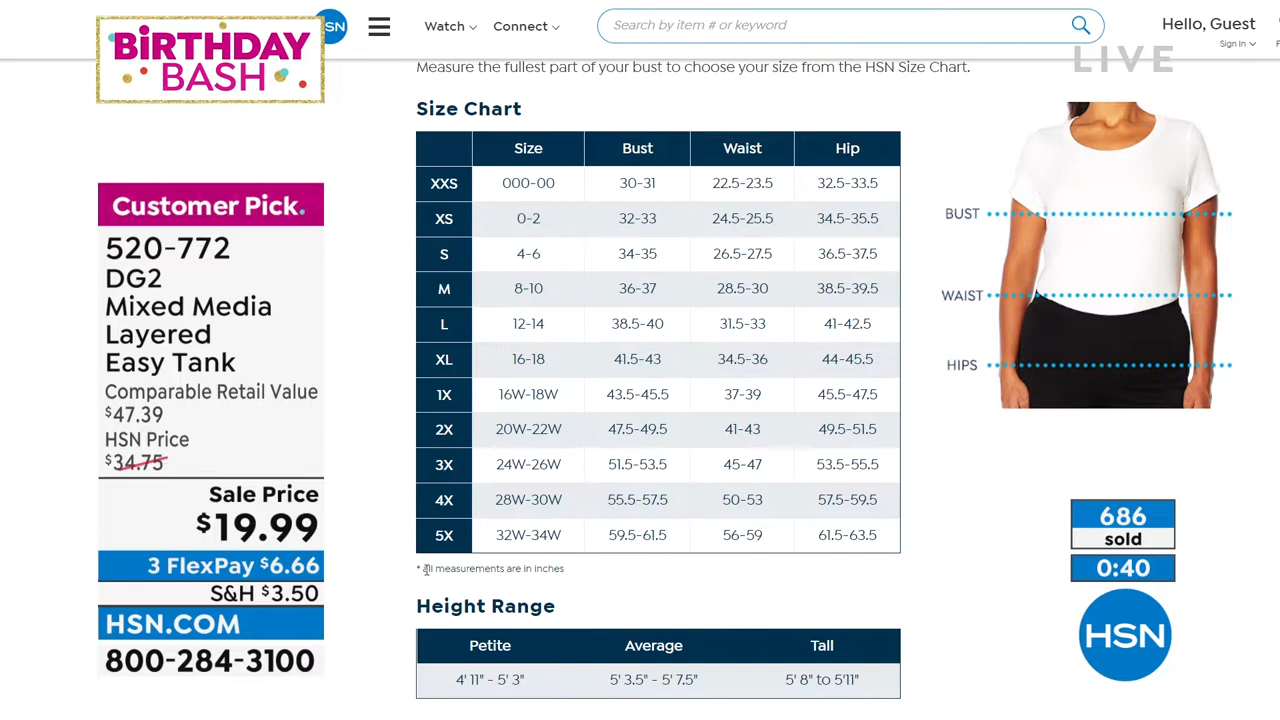 BiRTHDAY
BASH
SN
Watch
Connect
Search by item # or keyword
Hello, Guest
Sign In
LIVE
Measure the fullest part of your bust to choose your size from the HSN Size Chart.
Size Chart
Size Bust Waist Hip
XXS 000-00 30-31 22.5-23.5 32.5-33.5
XS 0-2 32-33 24.5-25.5 34.5-35.5
S 4-6 34-35 26.5-27.5 36.5-37.5
M 8-10 36-37 28.5-30 38.5-39.5
L 12-14 38.5-40 31.5-33 41-42.5
XL 16-18 41.5-43 34.5-36 44-45.5
1X 16W-18W 43.5-45.5 37-39 45.5-47.5
2X 20W-22W 47.5-49.5 41-43 49.5-51.5
3X 24W-26W 51.5-53.5 45-47 53.5-55.5
4X 28W-30W 55.5-57.5 50-53 57.5-59.5
5X 32W-34W 59.5-61.5 56-59 61.5-63.5
* All measurements are in inches
Height Range
Petite Average Tall
4' 11" - 5' 3" 5' 3.5" - 5' 7.5" 5' 8" to 5'11"
BUST
WAIST
HIPS
Customer Pick.
520-772
DG2
Mixed Media
Layered
Easy Tank
Comparable Retail Value
$47.39
HSN Price
$34.75
Sale Price
$19.99
3 FlexPay $6.66
S&H $3.50
HSN.COM
800-284-3100
686
sold
0:40
HSN